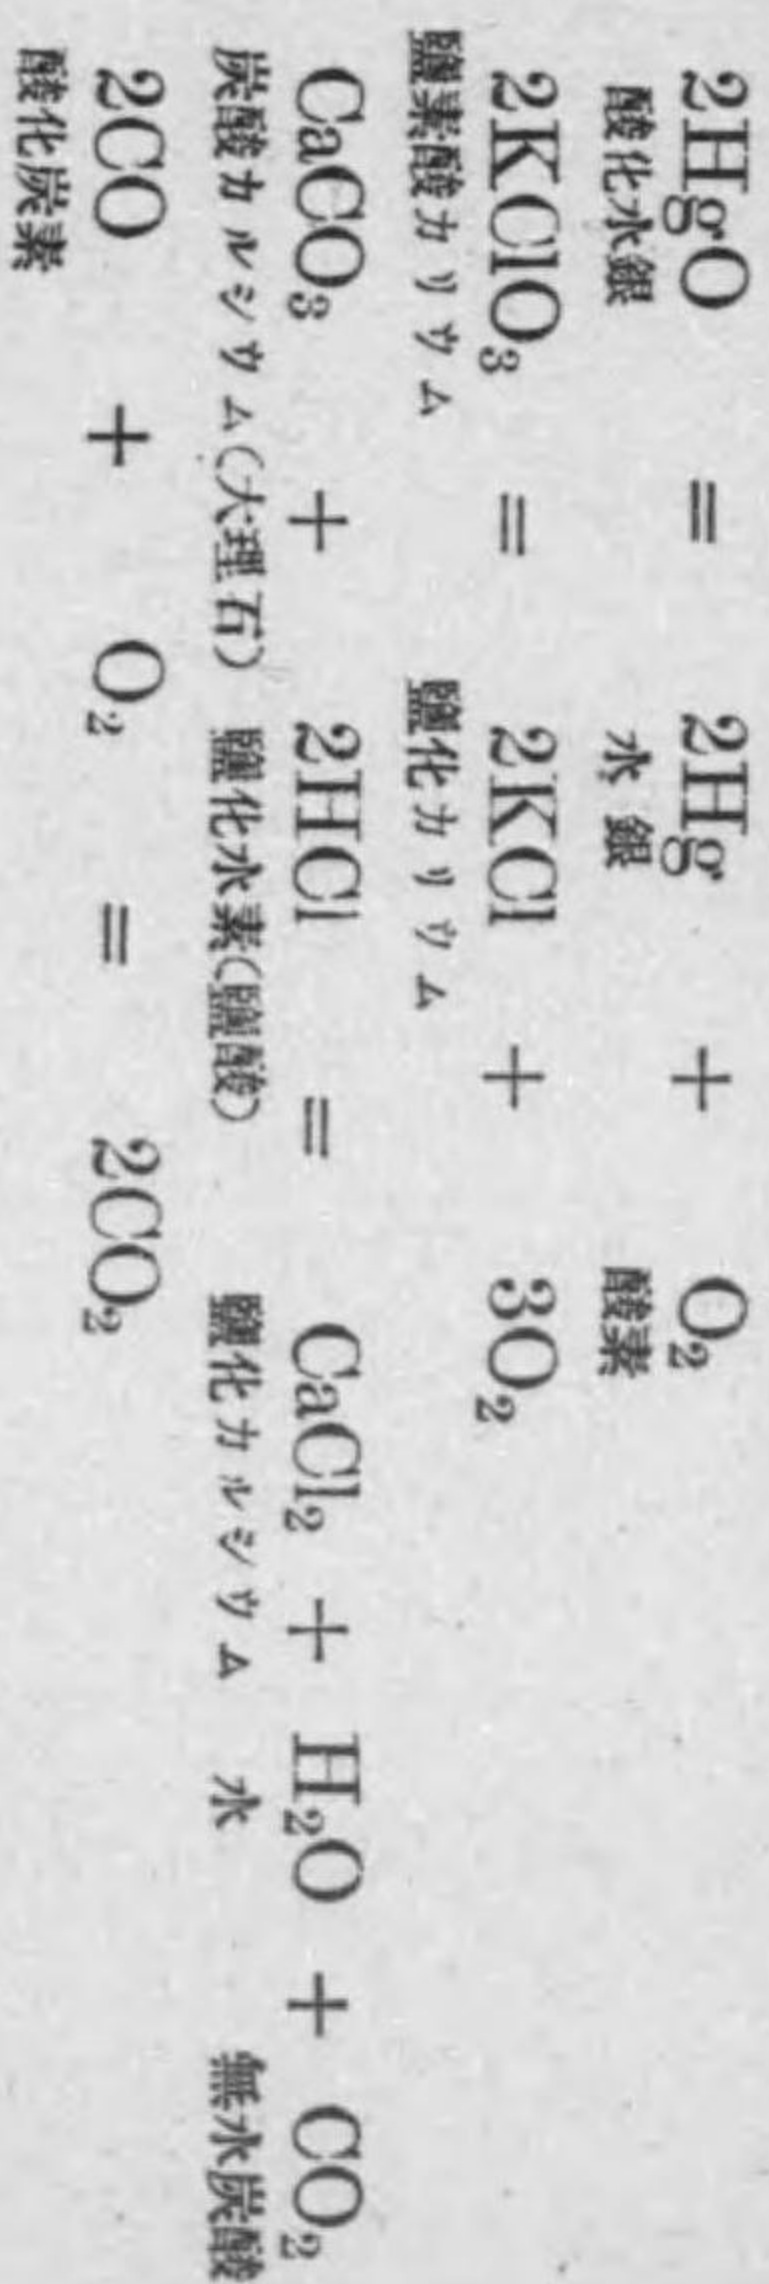 2HgO = 2Hg + O₂
酸化水銀 水銀 酸素
2KClO₃ = 2KCl + 3O₂
鹽素酸カリウム 鹽化カリウム
CaCO₃ + 2HCl = CaCl₂ + H₂O + CO₂
炭酸カルシウム(大理石) 鹽化水素(鹽酸) 鹽化カルシウム 水 無水炭酸
2CO + O₂ = 2CO₂
酸化炭素